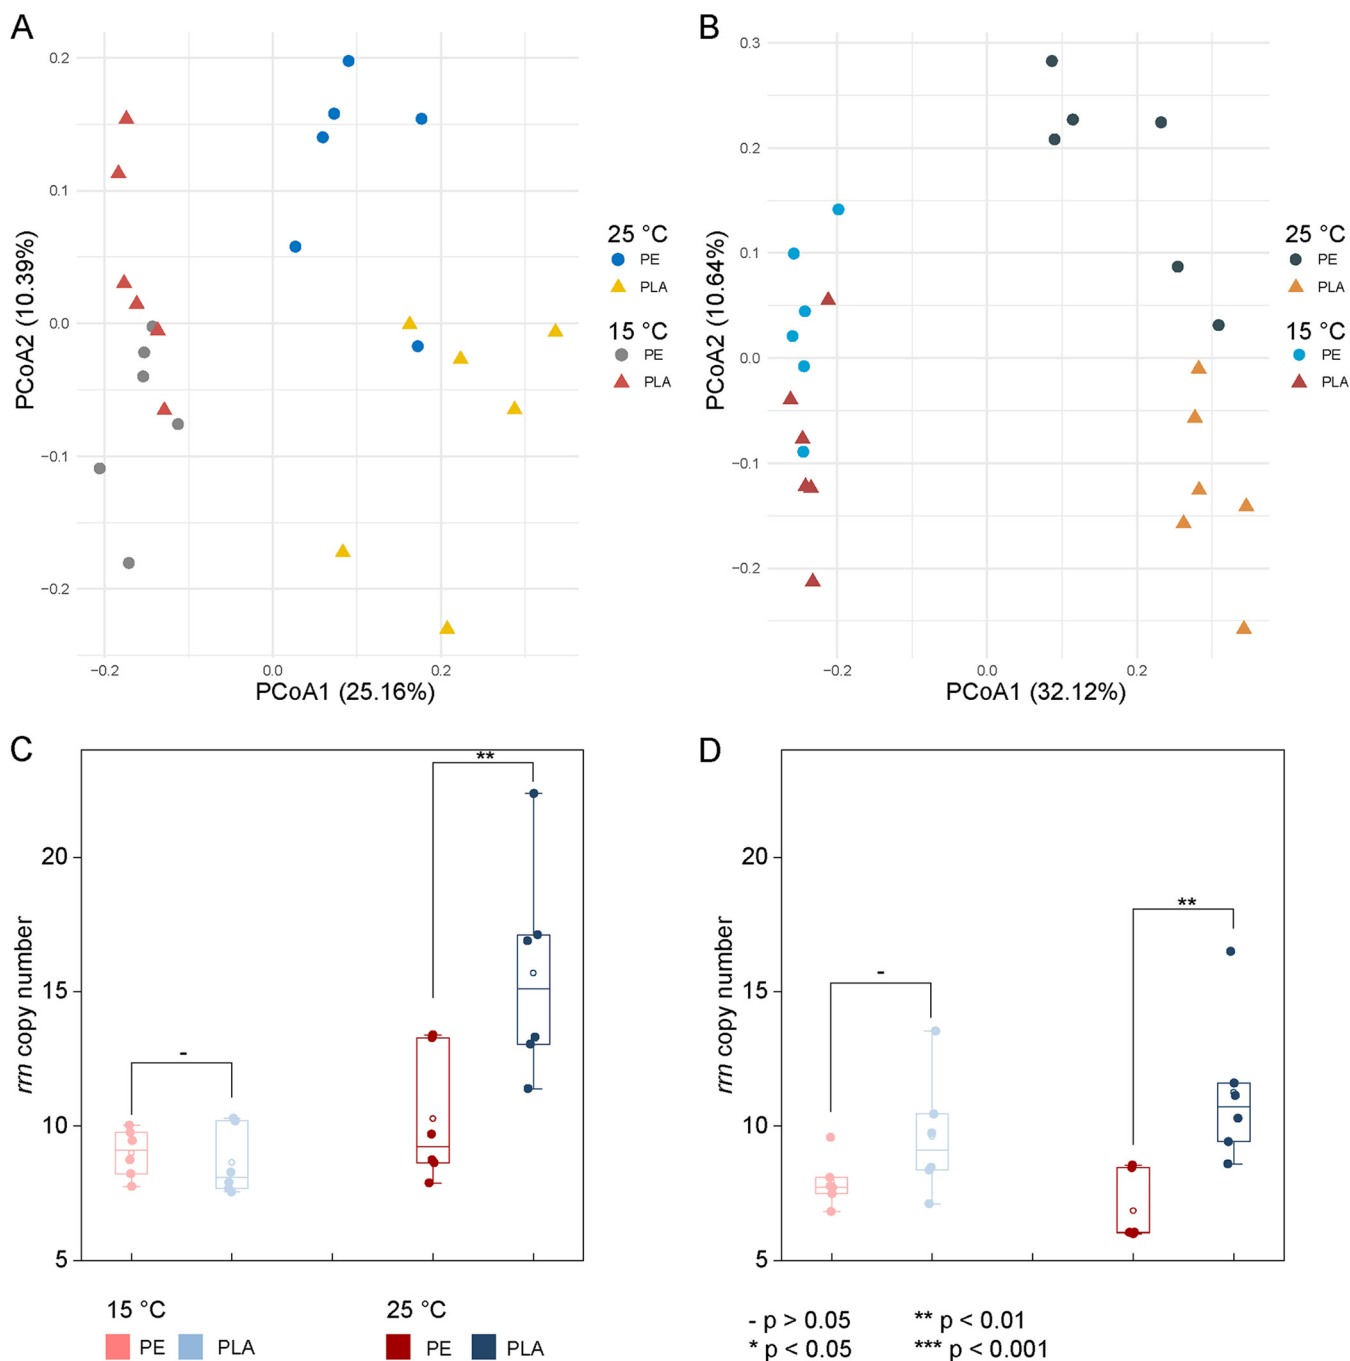 A
0.2
0.1
0.0
−0.1
−0.2
PCoA2 (10.39%)
−0.2
0.0
0.2
PCoA1 (25.16%)
25 °C
PE
PLA
15 °C
PE
PLA
B
0.3
0.2
0.1
0.0
−0.1
−0.2
PCoA2 (10.64%)
−0.2
0.0
0.2
PCoA1 (32.12%)
25 °C
PE
PLA
15 °C
PE
PLA
C
20
15
10
5
rrn copy number
-
**
15 °C
PE
PLA
25 °C
PE
PLA
D
20
15
10
5
rrn copy number
-
**
- p > 0.05
** p < 0.01
* p < 0.05
*** p < 0.001